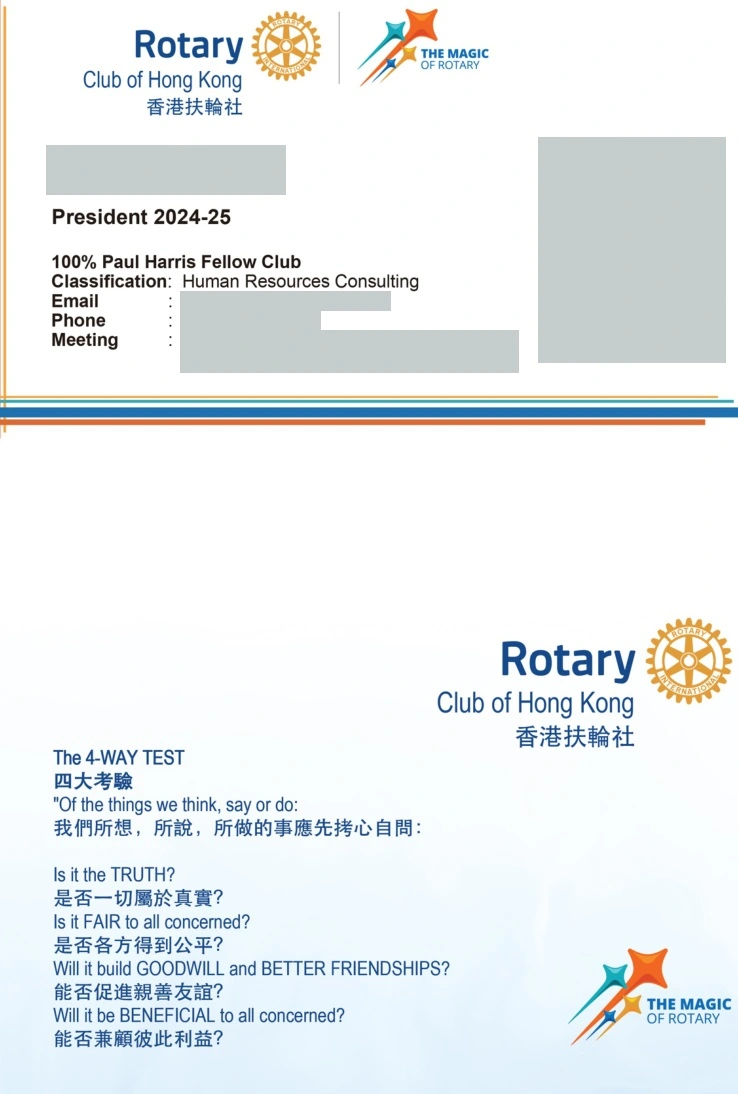 Rotary
Club of Hong Kong
香港扶輪社
ROTARY
INTERNATIONAL
THE MAGIC
OF ROTARY
President 2024-25
100% Paul Harris Fellow Club
Classification: Human Resources Consulting
Email :
Phone :
Meeting :
Rotary
Club of Hong Kong
香港扶輪社
ROTARY
INTERNATIONAL
The 4-WAY TEST
四大考驗
"Of the things we think, say or do:
我們所想，所說，所做的事應先拷心自問：
Is it the TRUTH?
是否一切屬於真實?
Is it FAIR to all concerned?
是否各方得到公平?
Will it build GOODWILL and BETTER FRIENDSHIPS?
能否促進親善友誼?
Will it be BENEFICIAL to all concerned?
能否兼顧彼此利益?
THE MAGIC
OF ROTARY